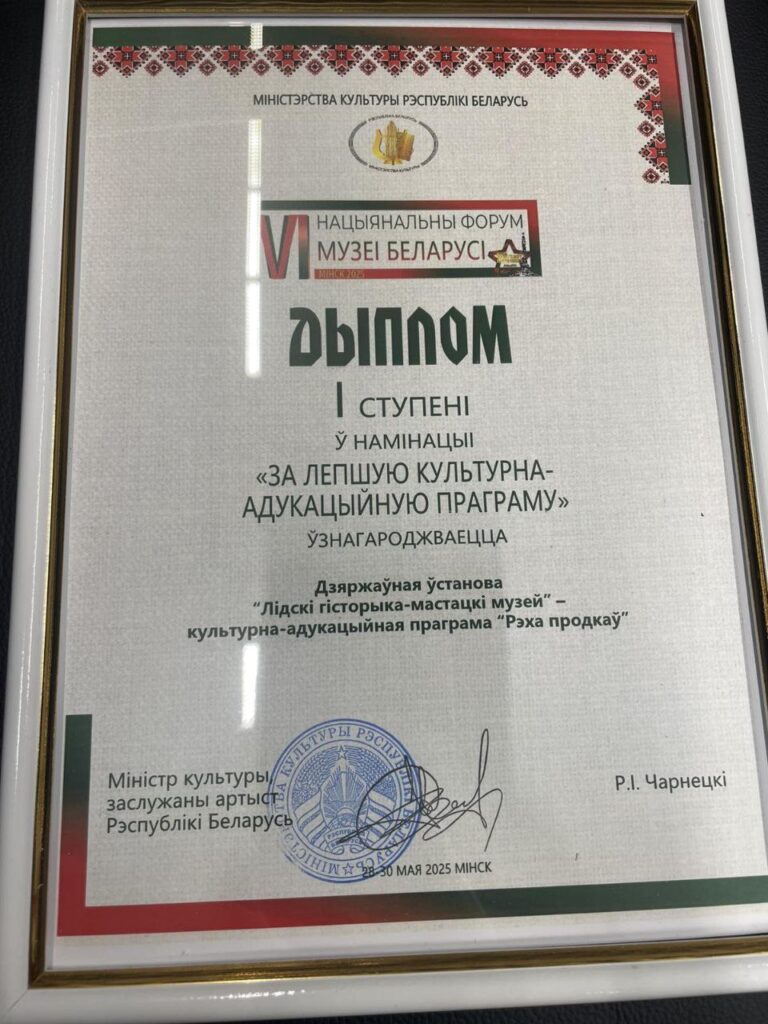 МІНІСТЭРСТВА КУЛЬТУРЫ РЭСПУБЛІКІ БЕЛАРУСЬ
VI НАЦЫЯНАЛЬНЫ ФОРУМ
МУЗЕІ БЕЛАРУСІ
МІНСК 2025
ДЫПЛОМ
I СТУПЕНІ
Ў НАМІНАЦЫІ
«ЗА ЛЕПШУЮ КУЛЬТУРНА-
АДУКАЦЫЙНУЮ ПРАГРАМУ»
ЎЗНАГАРОДЖВАЕЦЦА
Дзяржаўная ўстанова
“Лідскі гісторыка-мастацкі музей” –
культурна-адукацыйная праграма “Рэха продкаў”
Міністр культуры,
заслужаны артыст
Рэспублікі Беларусь
Р.І. Чарнецкі
28-30 МАЯ 2025 МІНСК